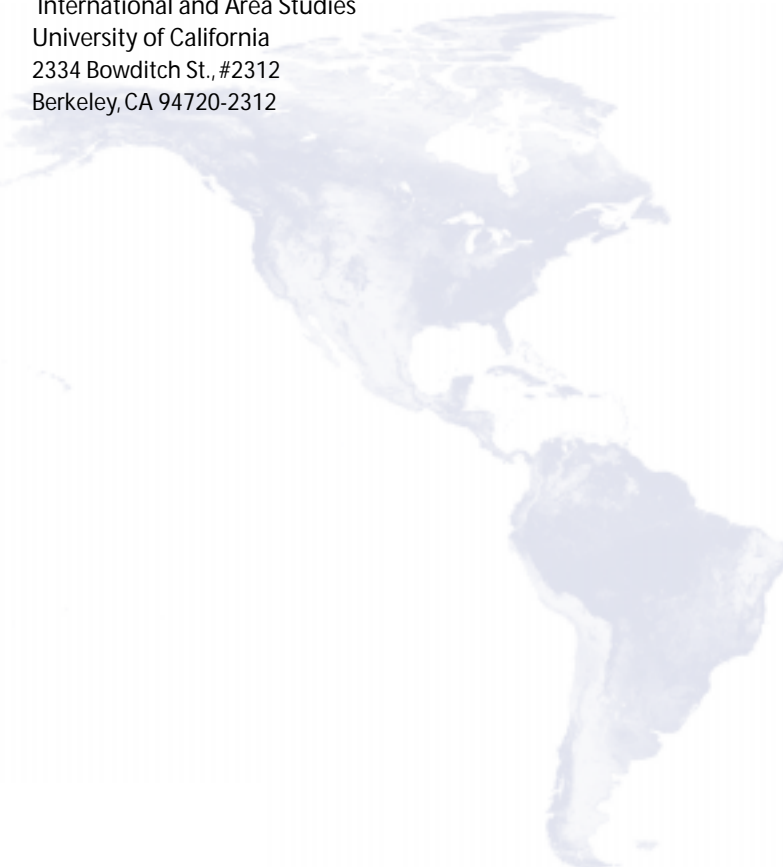 International and Area Studies
University of California
2334 Bowditch St., #2312
Berkeley, CA 94720-2312